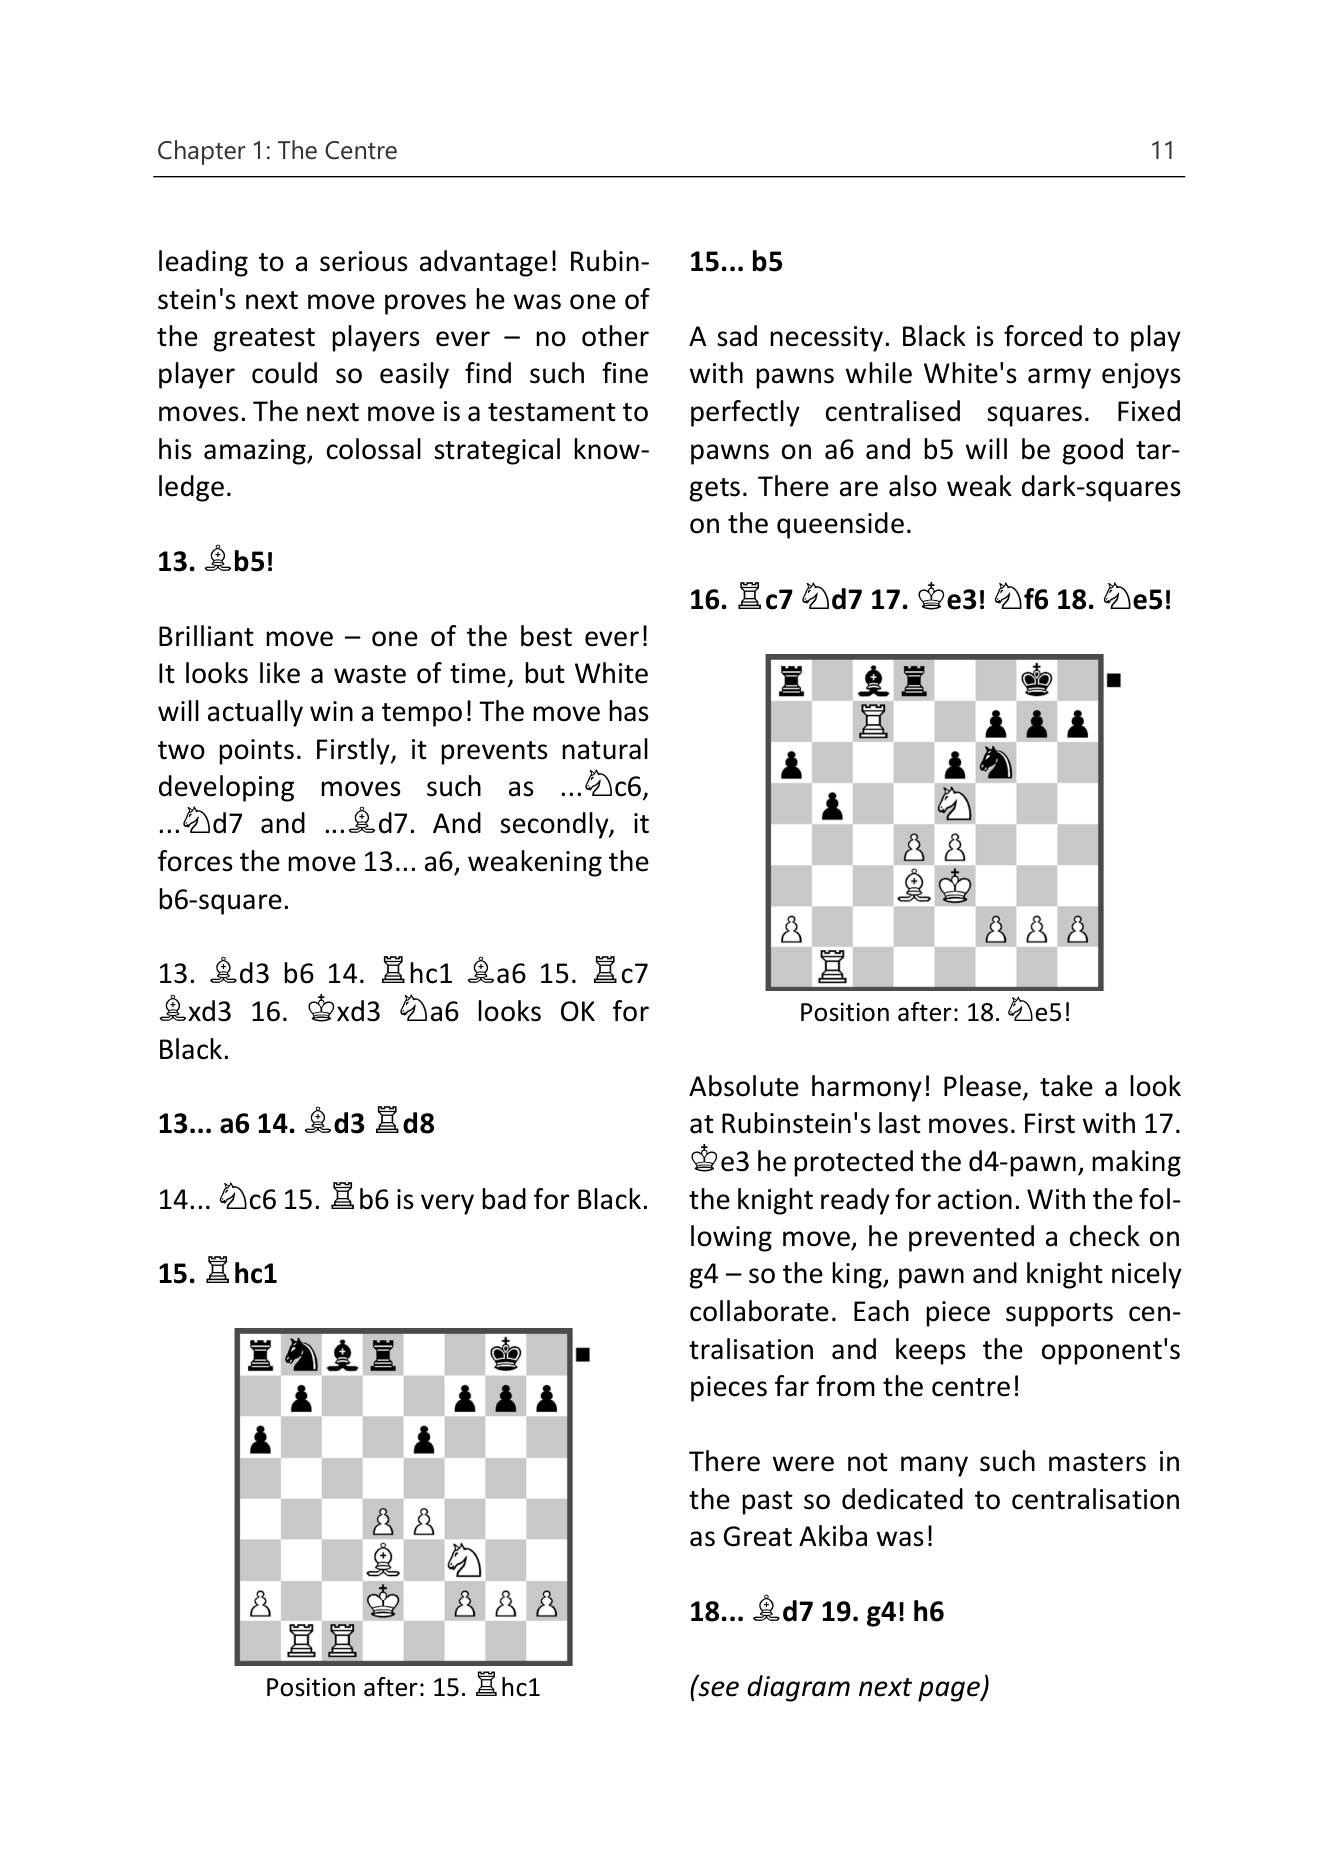 Chapter 1: The Centre 11
leading to a serious advantage! Rubin-
stein's next move proves he was one of
the greatest players ever – no other
player could so easily find such fine
moves. The next move is a testament to
his amazing, colossal strategical know-
ledge.
13. ♗b5!
Brilliant move – one of the best ever!
It looks like a waste of time, but White
will actually win a tempo! The move has
two points. Firstly, it prevents natural
developing moves such as ...♘c6,
...♘d7 and ...♗d7. And secondly, it
forces the move 13... a6, weakening the
b6-square.
13. ♗d3 b6 14. ♖hc1 ♗a6 15. ♖c7
♗xd3 16. ♔xd3 ♘a6 looks OK for
Black.
13... a6 14. ♗d3 ♖d8
14... ♘c6 15. ♖b6 is very bad for Black.
15. ♖hc1
Position after: 15. ♖hc1
15... b5
A sad necessity. Black is forced to play
with pawns while White's army enjoys
perfectly centralised squares. Fixed
pawns on a6 and b5 will be good tar-
gets. There are also weak dark-squares
on the queenside.
16. ♖c7 ♘d7 17. ♔e3! ♘f6 18. ♘e5!
Position after: 18. ♘e5!
Absolute harmony! Please, take a look
at Rubinstein's last moves. First with 17.
♔e3 he protected the d4-pawn, making
the knight ready for action. With the fol-
lowing move, he prevented a check on
g4 – so the king, pawn and knight nicely
collaborate. Each piece supports cen-
tralisation and keeps the opponent's
pieces far from the centre!
There were not many such masters in
the past so dedicated to centralisation
as Great Akiba was!
18... ♗d7 19. g4! h6
(see diagram next page)